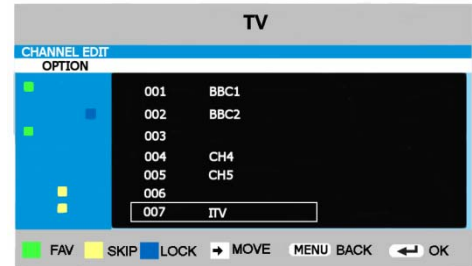 TV
CHANNEL EDIT
OPTION
001 BBC1
002 BBC2
003
004 CH4
005 CH5
006
007 ITV
FAV SKIP LOCK MOVE MENU BACK OK